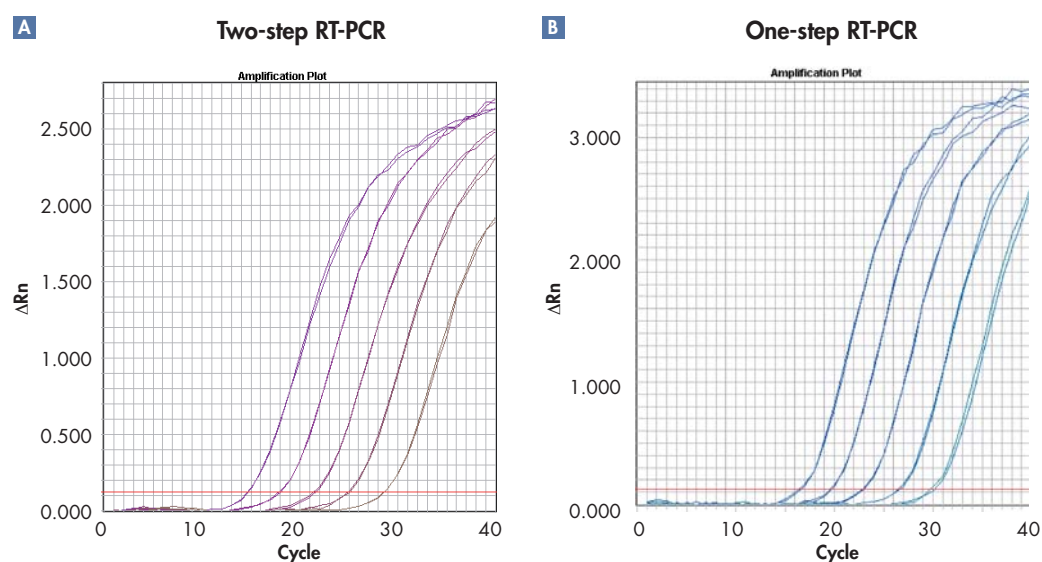 A
Two-step RT-PCR
Amplification Plot
2.500
2.000
1.500
1.000
0.500
0.000
ΔRn
0 10 20 30 40
Cycle
B
One-step RT-PCR
Amplification Plot
3.000
2.000
1.000
0.000
ΔRn
0 10 20 30 40
Cycle